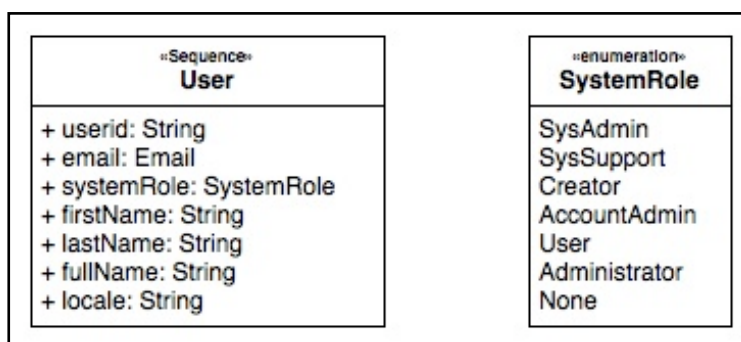 «Sequence»
User
+ userid: String
+ email: Email
+ systemRole: SystemRole
+ firstName: String
+ lastName: String
+ fullName: String
+ locale: String
«enumeration»
SystemRole
SysAdmin
SysSupport
Creator
AccountAdmin
User
Administrator
None